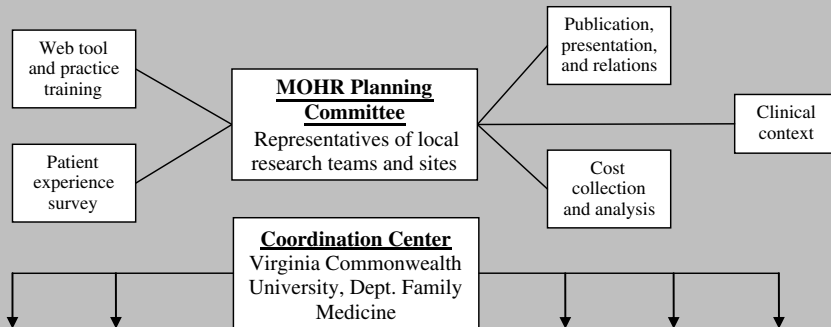 Web tool
and practice
training
Patient
experience
survey
MOHR Planning
Committee
Representatives of local
research teams and sites
Publication,
presentation,
and relations
Clinical
context
Cost
collection
and analysis
Coordination Center
Virginia Commonwealth
University, Dept. Family
Medicine